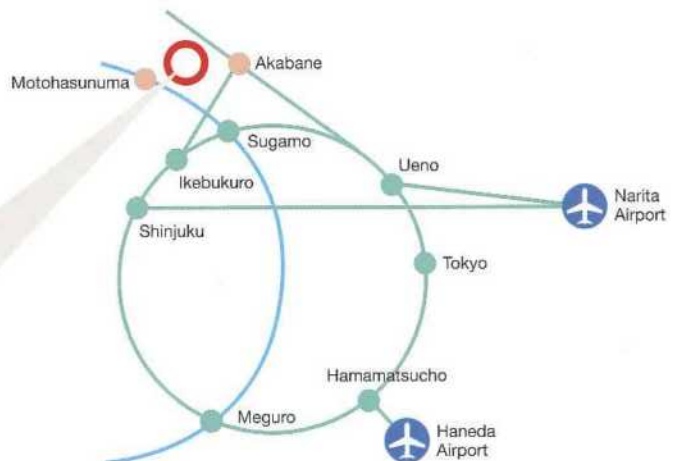 Akabane
Motohasunuma
Sugamo
Ueno
Ikebukuro
Narita
Airport
Shinjuku
Tokyo
Hamamatsucho
Meguro
Haneda
Airport